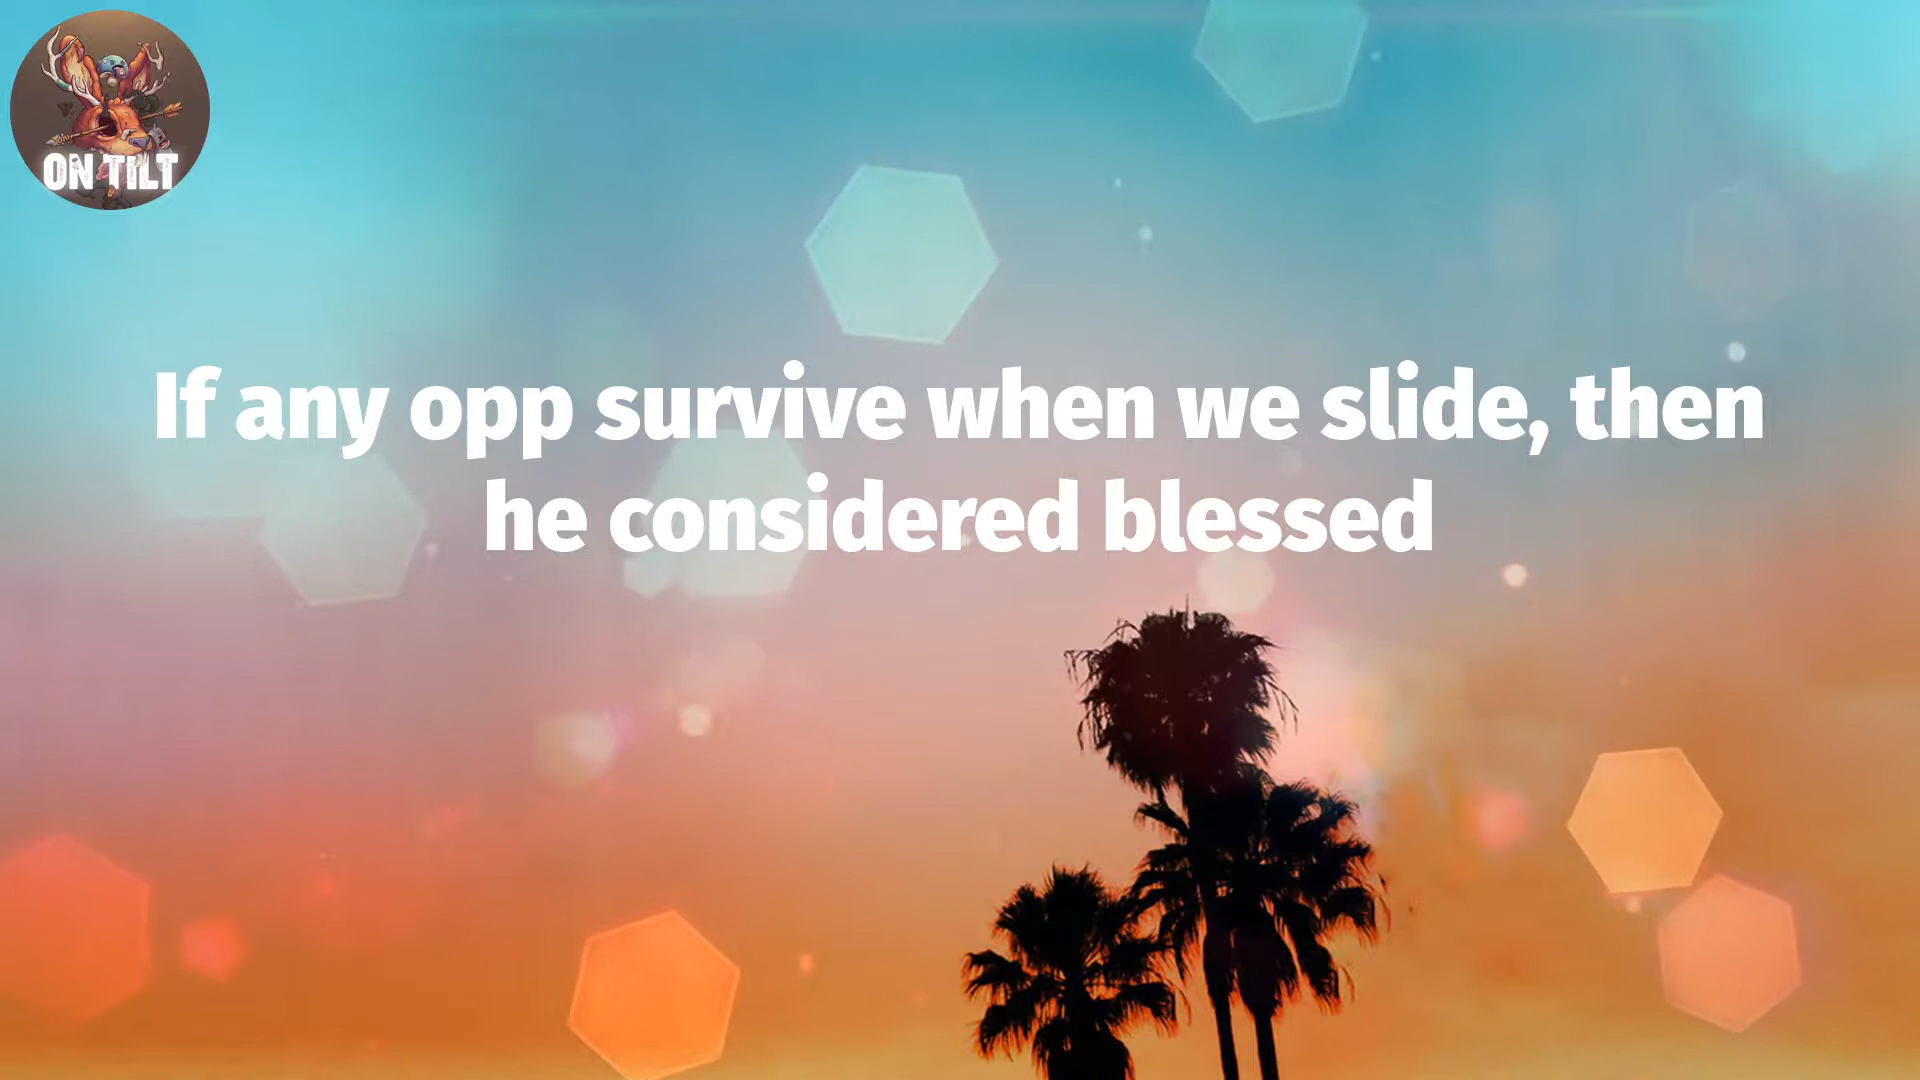 ON TILT
If any opp survive when we slide, then
he considered blessed